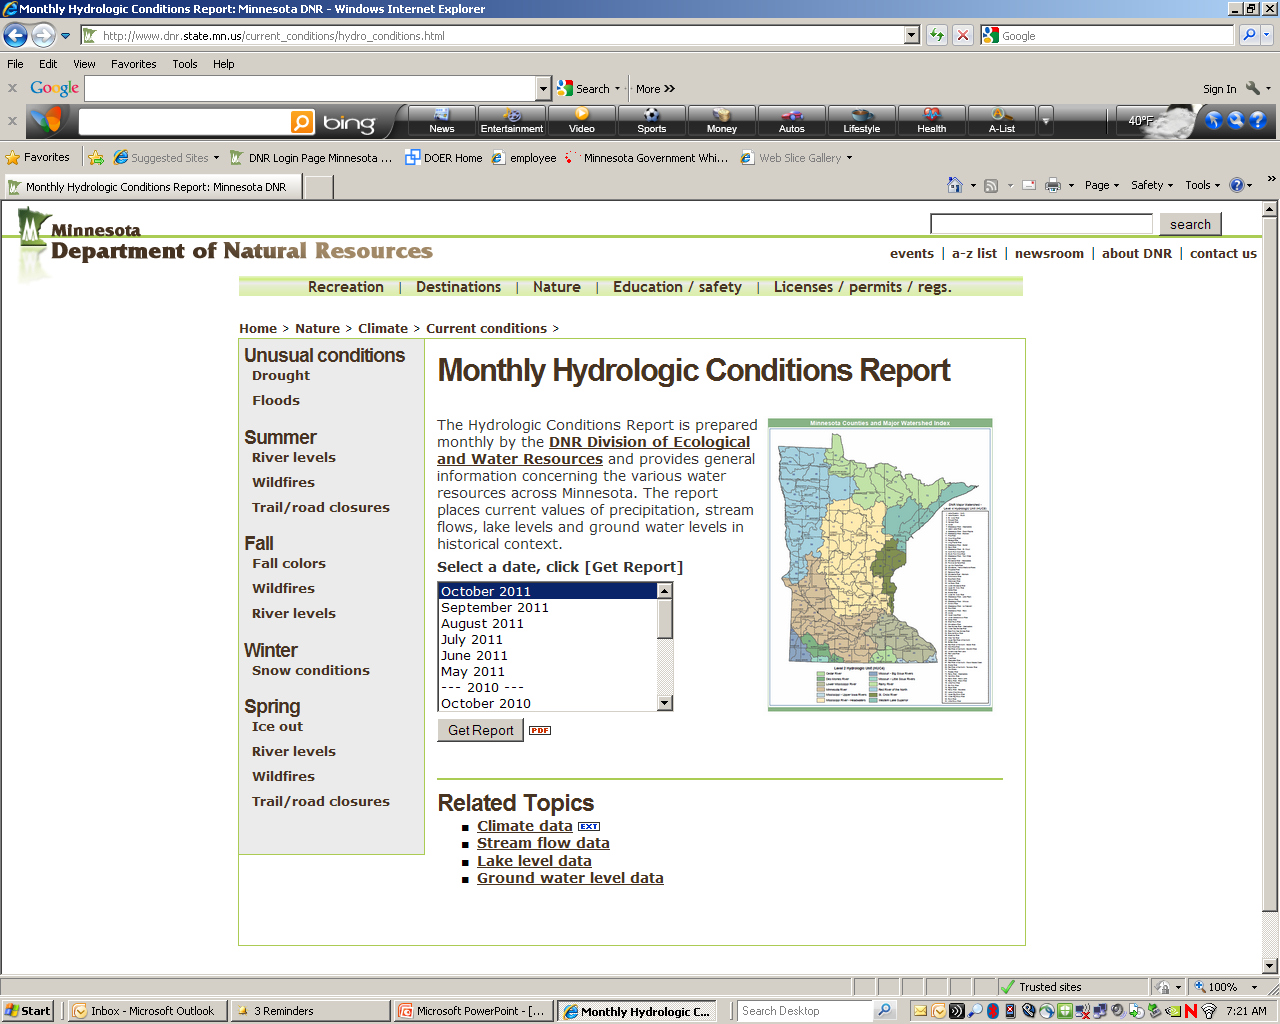 Monthly Hydrologic Conditions Report: Minnesota DNR - Windows Internet Explorer
http://www.dnr.state.mn.us/current_conditions/hydro_conditions.html
Google
File Edit View Favorites Tools Help
x Google Search More >> Sign In
x bing News Entertainment Video Sports Money Autos Lifestyle Health A-List 40°F
Favorites Suggested Sites DNR Login Page Minnesota ... DOER Home employee Minnesota Government Whi... Web Slice Gallery
Monthly Hydrologic Conditions Report: Minnesota DNR
Page Safety Tools >>
Minnesota
Department of Natural Resources
search
events | a-z list | newsroom | about DNR | contact us
Recreation | Destinations | Nature | Education / safety | Licenses / permits / regs.
Home > Nature > Climate > Current conditions >
Unusual conditions
Drought
Floods
Summer
River levels
Wildfires
Trail/road closures
Fall
Fall colors
Wildfires
River levels
Winter
Snow conditions
Spring
Ice out
River levels
Wildfires
Trail/road closures
Monthly Hydrologic Conditions Report
The Hydrologic Conditions Report is prepared
monthly by the DNR Division of Ecological
and Water Resources and provides general
information concerning the various water
resources across Minnesota. The report
places current values of precipitation, stream
flows, lake levels and ground water levels in
historical context.
Select a date, click [Get Report]
October 2011
September 2011
August 2011
July 2011
June 2011
May 2011
--- 2010 ---
October 2010
Get Report PDF
Minnesota Counties and Major Watershed Index
Related Topics
Climate data EXT
Stream flow data
Lake level data
Ground water level data
Trusted sites 100%
Start Inbox - Microsoft Outlook 3 Reminders Microsoft PowerPoint - [... Monthly Hydrologic C... Search Desktop 7:21 AM